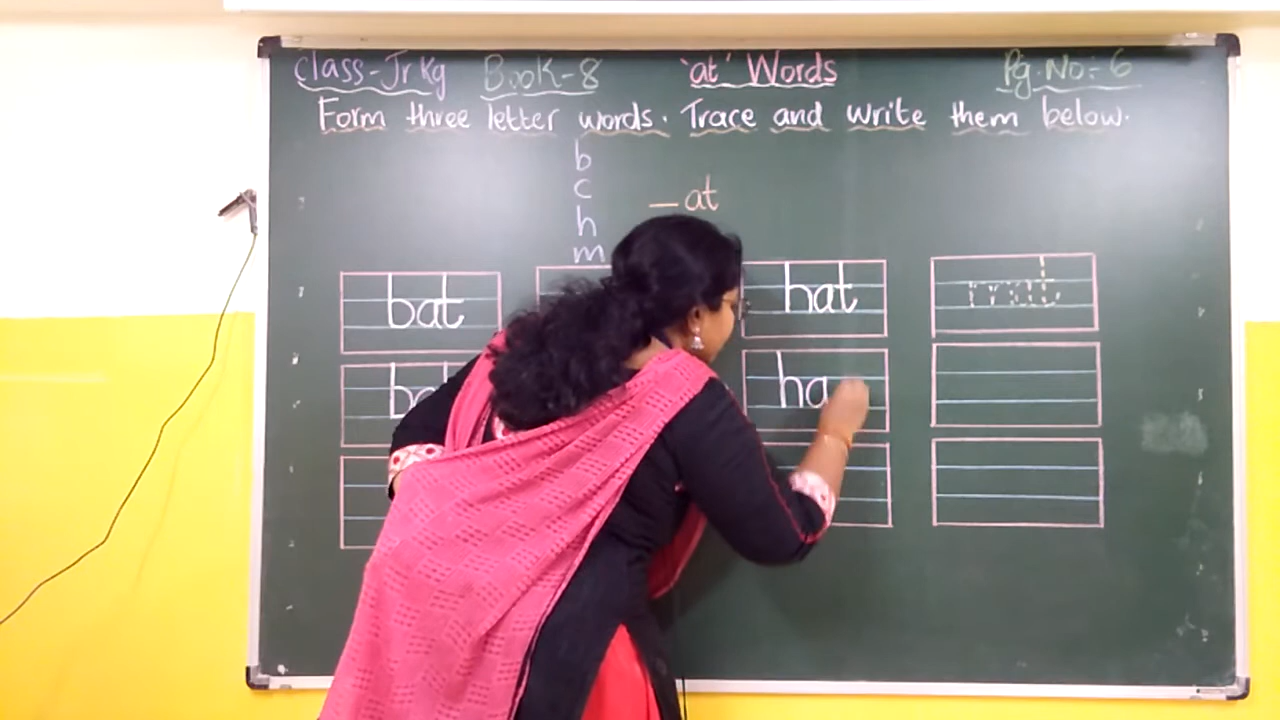 Class-Jr Kg Book-8 'at' Words Pg.No:- 6
Form three letter words. Trace and write them below.
b
c
h
m
_ at
bat hat mat
ha